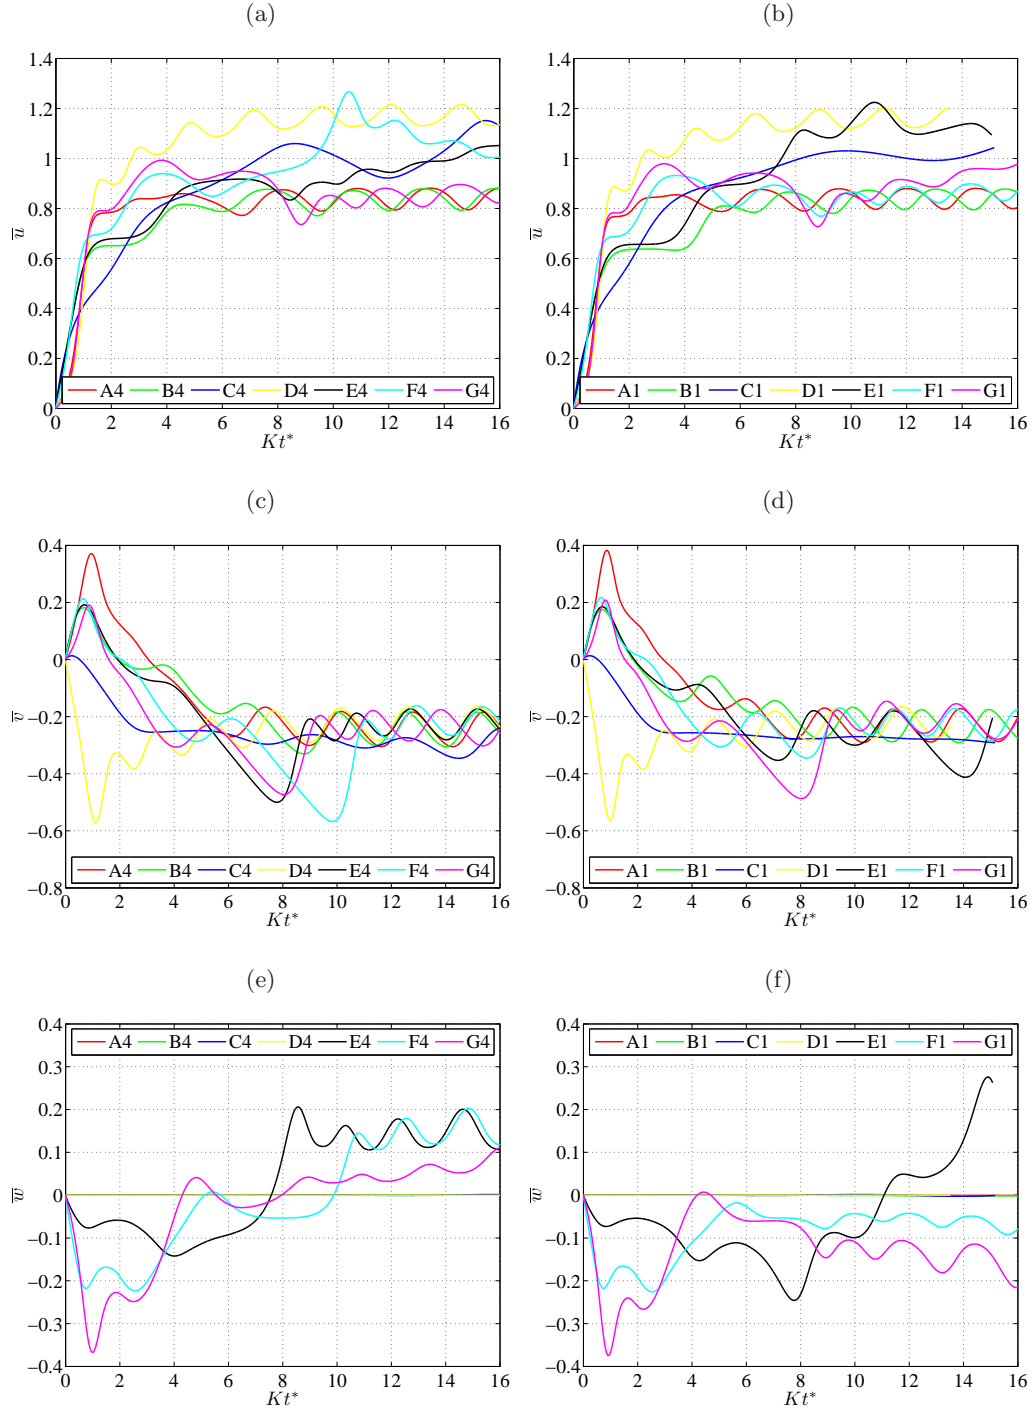 (a)
(b)
1.4
1.2
1
0.8
0.6
0.4
0.2
0
u
A4 B4 C4 D4 E4 F4 G4
0 2 4 6 8 10 12 14 16
Kt*
1.4
1.2
1
0.8
0.6
0.4
0.2
0
u
A1 B1 C1 D1 E1 F1 G1
0 2 4 6 8 10 12 14 16
Kt*
(c)
(d)
0.4
0.2
0
−0.2
−0.4
−0.6
−0.8
v
A4 B4 C4 D4 E4 F4 G4
0 2 4 6 8 10 12 14 16
Kt*
0.4
0.2
0
−0.2
−0.4
−0.6
−0.8
v
A1 B1 C1 D1 E1 F1 G1
0 2 4 6 8 10 12 14 16
Kt*
(e)
(f)
A4 B4 C4 D4 E4 F4 G4
0.4
0.3
0.2
0.1
0
−0.1
−0.2
−0.3
−0.4
w
0 2 4 6 8 10 12 14 16
Kt*
A1 B1 C1 D1 E1 F1 G1
0.4
0.3
0.2
0.1
0
−0.1
−0.2
−0.3
−0.4
w
0 2 4 6 8 10 12 14 16
Kt*